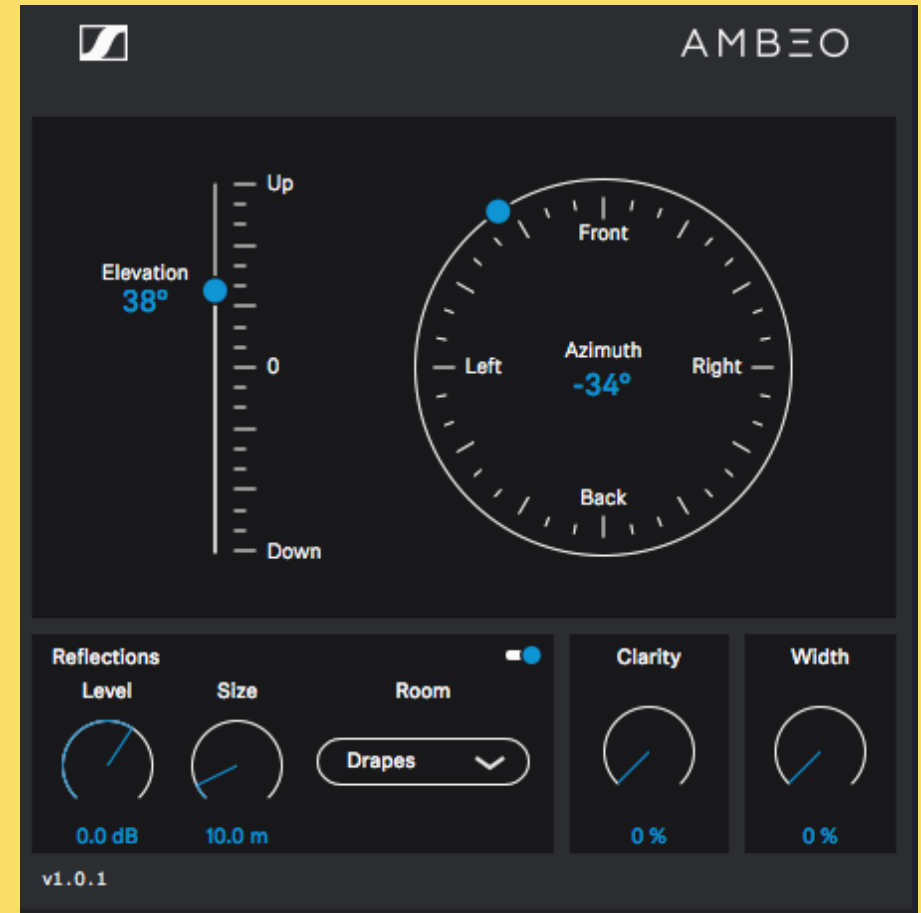 AMBEO
Up
Elevation
38°
0
Down
Front
Left
Azimuth
-34°
Right
Back
Reflections
Level
Size
Room
Drapes
0.0 dB
10.0 m
Clarity
0 %
Width
0 %
v1.0.1